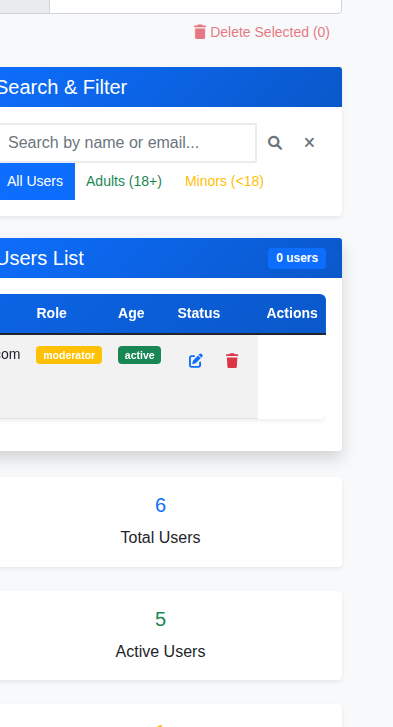 Delete Selected (0)
Search & Filter
Search by name or email...
All Users Adults (18+) Minors (<18)
Users List 0 users
Role Age Status Actions
com moderator active
6
Total Users
5
Active Users